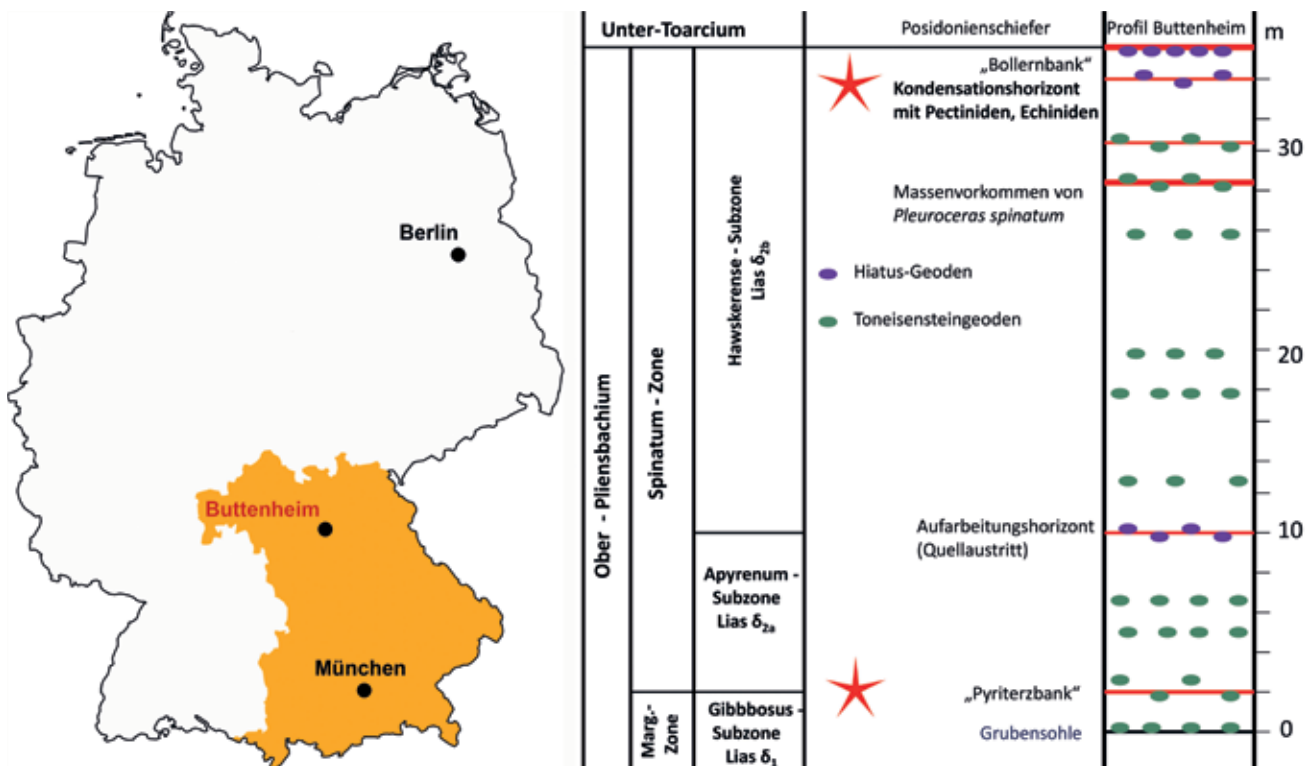 Berlin
Buttenheim
München
Unter-Toarcium
Posidonienschiefer
Profil Buttenheim
m
Ober - Pliensbachium
Spinatum - Zone
Marg.-
Zone
Hawskerense - Subzone
Lias δ2b
Apyrenum -
Subzone
Lias δ2a
Gibbbosus -
Subzone
Lias δ1
„Bollernbank“
Kondensationshorizont
mit Pectiniden, Echiniden
Massenvorkommen von
Pleuroceras spinatum
Hiatus-Geoden
Toneisensteingeoden
Aufarbeitungshorizont
(Quellaustritt)
„Pyriterzbank“
Grubensohle
30
20
10
0